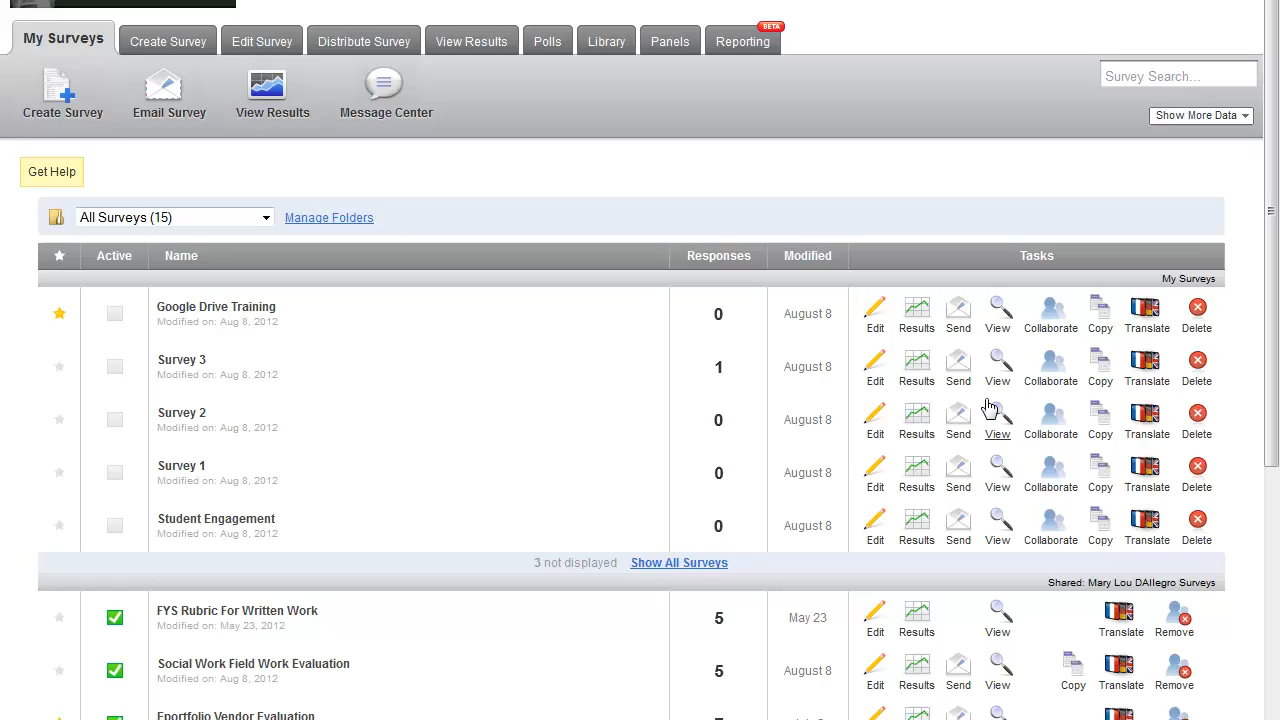 BETA
My Surveys Create Survey Edit Survey Distribute Survey View Results Polls Library Panels Reporting
Survey Search...
Create Survey Email Survey View Results Message Center
Show More Data
Get Help
All Surveys (15) Manage Folders
Active Name Responses Modified Tasks
My Surveys
Google Drive Training 0 August 8
Modified on: Aug 8, 2012 Edit Results Send View Collaborate Copy Translate Delete
Survey 3 1 August 8
Modified on: Aug 8, 2012 Edit Results Send View Collaborate Copy Translate Delete
Survey 2 0 August 8
Modified on: Aug 8, 2012 Edit Results Send View Collaborate Copy Translate Delete
Survey 1 0 August 8
Modified on: Aug 8, 2012 Edit Results Send View Collaborate Copy Translate Delete
Student Engagement 0 August 8
Modified on: Aug 8, 2012 Edit Results Send View Collaborate Copy Translate Delete
3 not displayed Show All Surveys
Shared: Mary Lou DAllegro Surveys
FYS Rubric For Written Work 5 May 23
Modified on: May 23, 2012 Edit Results View Translate Remove
Social Work Field Work Evaluation 5 August 8
Modified on: Aug 8, 2012 Edit Results Send View Copy Translate Remove
Eportfolio Vendor Evaluation